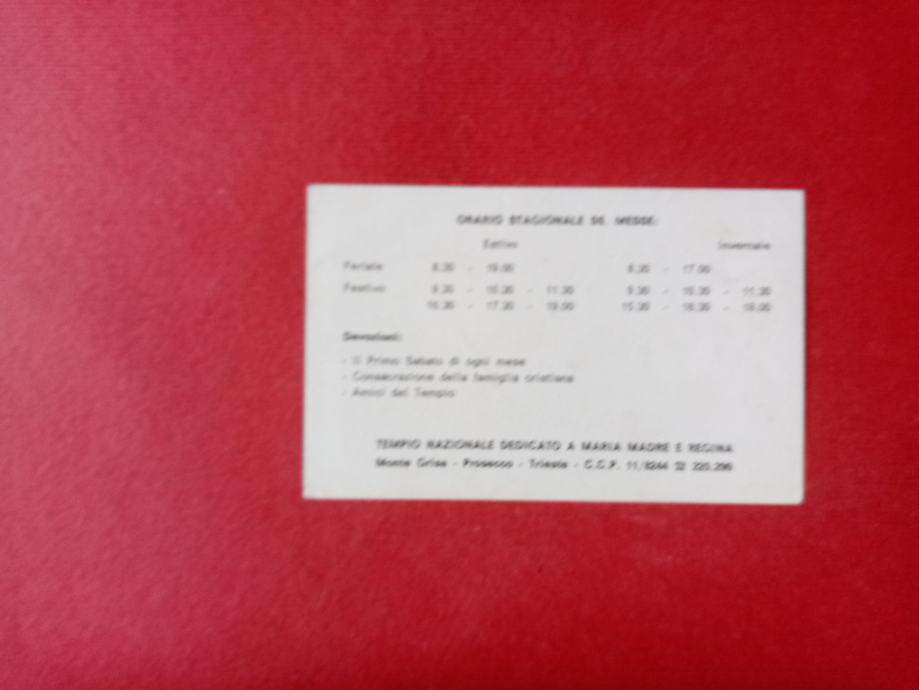 ORARIO STAGIONALE SS. MESSE:
Estivo Invernale
Feriale 8.30 - 19.00 8.30 - 17.00
Festivo 9.30 - 10.30 - 11.30 9.30 - 10.30 - 11.30
16.30 - 17.30 - 19.00 15.30 - 16.30 - 18.00
Devozioni:
- Il Primo Sabato di ogni mese
- Consacrazione della famiglia cristiana
- Amici del Tempio
TEMPIO NAZIONALE DEDICATO A MARIA MADRE E REGINA
Monte Grisa - Prosecco - Trieste - C.C.P. 11/8244 ☎